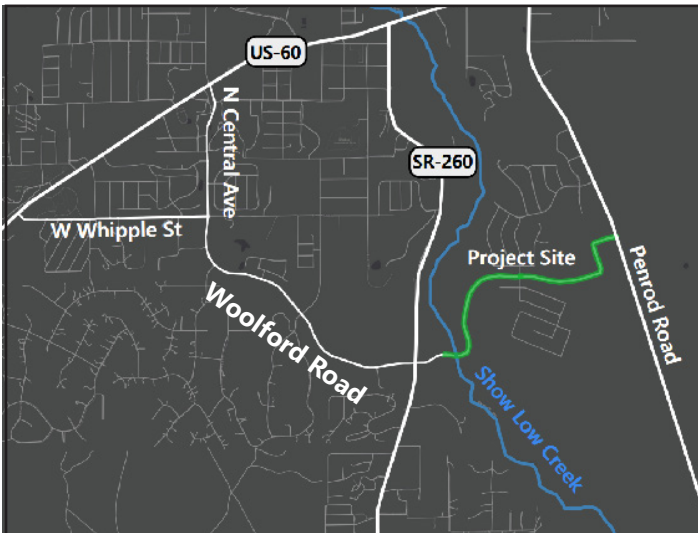 US-60
N Central Ave
SR-260
W Whipple St
Project Site
Penrod Road
Woolford Road
Show Low Creek